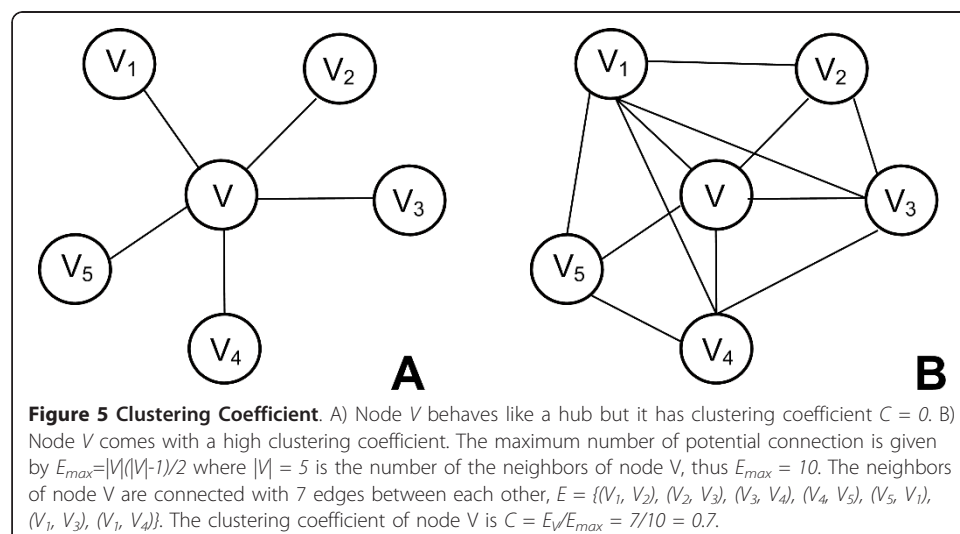 V₁
V₂
V
V₃
V₅
V₄
A
V₁
V₂
V
V₃
V₅
V₄
B
Figure 5 Clustering Coefficient. A) Node V behaves like a hub but it has clustering coefficient C = 0. B)
Node V comes with a high clustering coefficient. The maximum number of potential connection is given
by Eₘₐₓ=|V|(|V|-1)/2 where |V| = 5 is the number of the neighbors of node V, thus Eₘₐₓ = 10. The neighbors
of node V are connected with 7 edges between each other, E = {(V₁, V₂), (V₂, V₃), (V₃, V₄), (V₄, V₅), (V₅, V₁),
(V₁, V₃), (V₁, V₄)}. The clustering coefficient of node V is C = Eᵥ/Eₘₐₓ = 7/10 = 0.7.